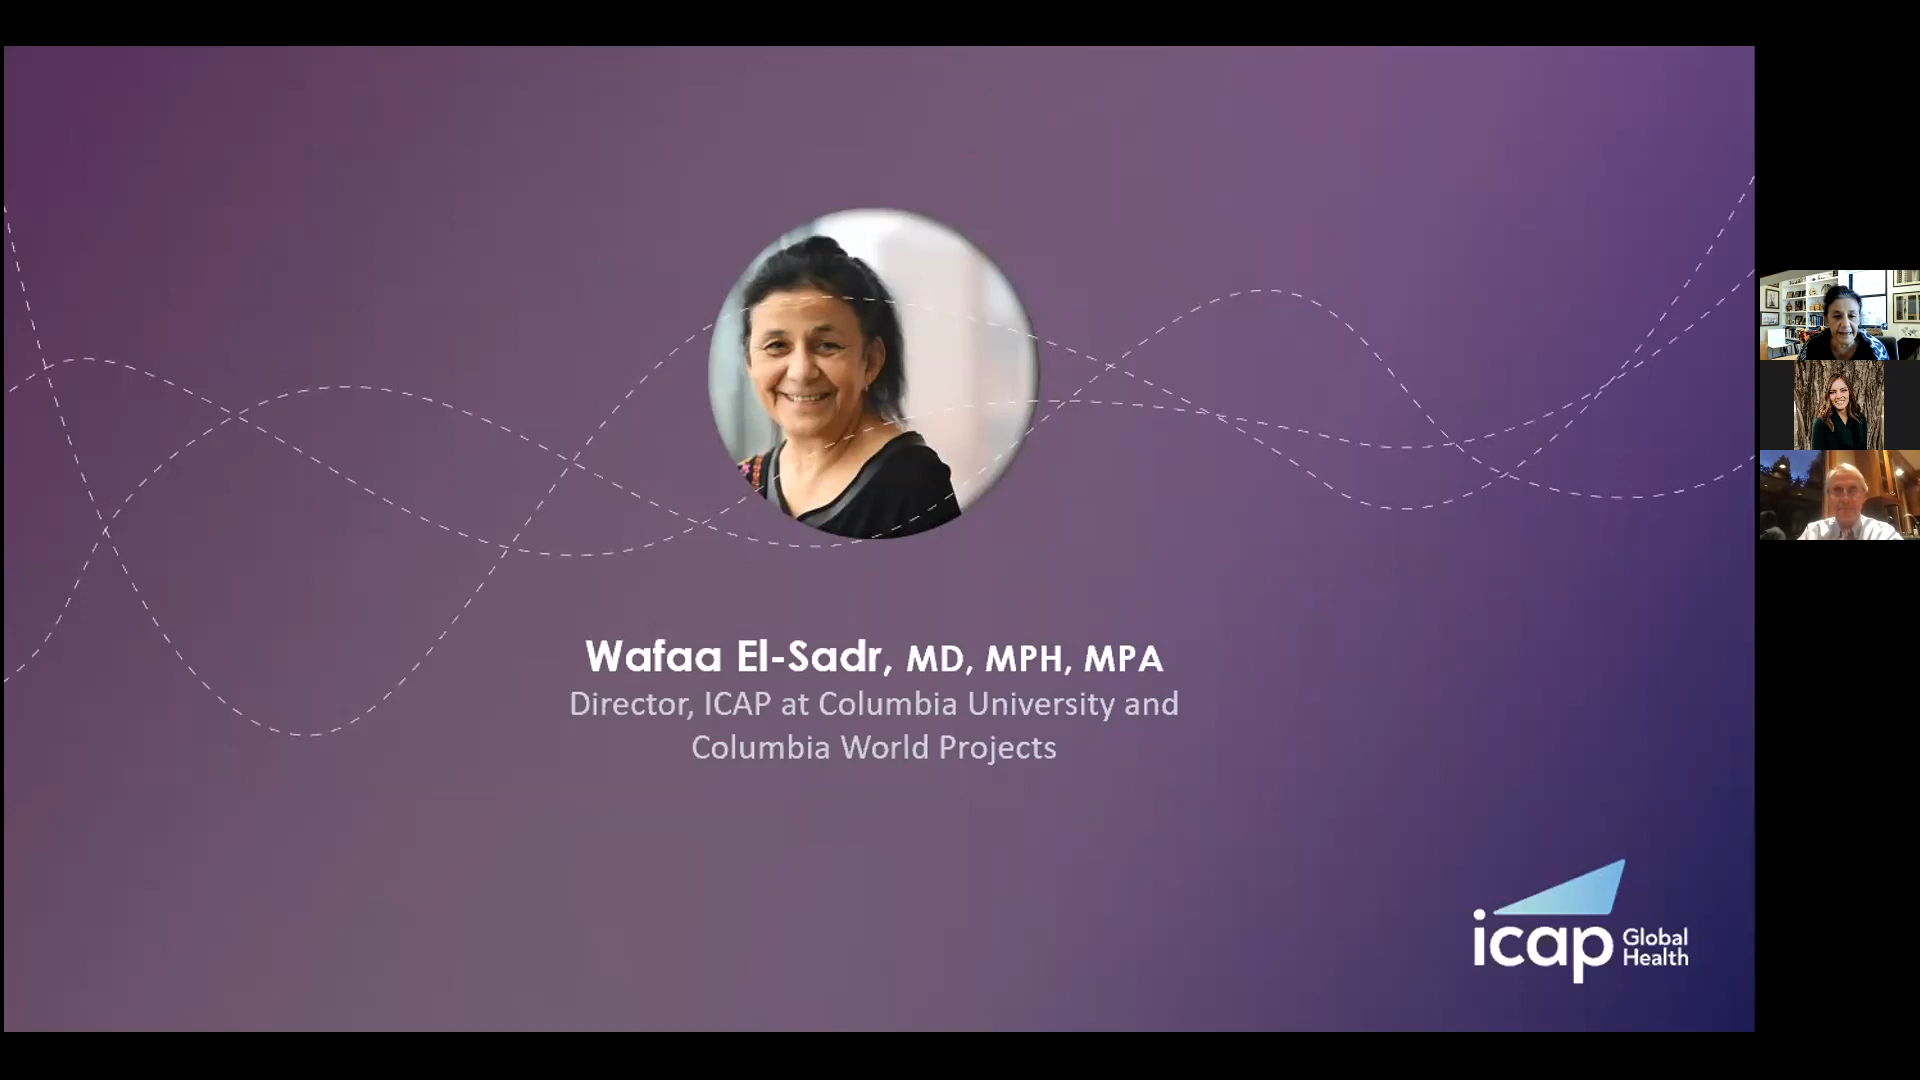 Wafaa El-Sadr, MD, MPH, MPA
Director, ICAP at Columbia University and
Columbia World Projects
icap Global
Health